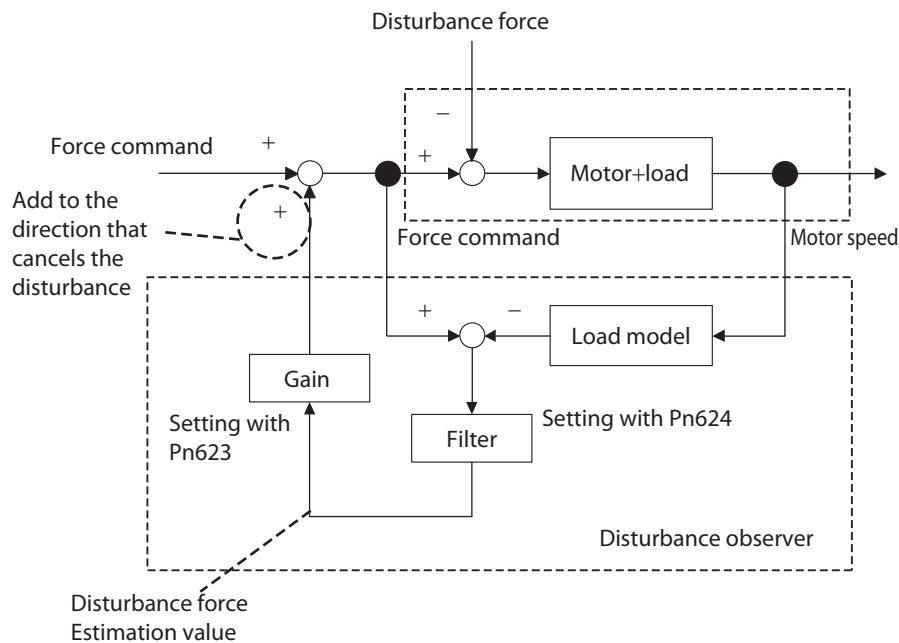 Disturbance force
−
Force command
+
+
Motor+load
Add to the
direction that
cancels the
disturbance
+
Force command
Motor speed
+
−
Load model
Gain
Setting with
Pn623
Filter
Setting with Pn624
Disturbance observer
Disturbance force
Estimation value